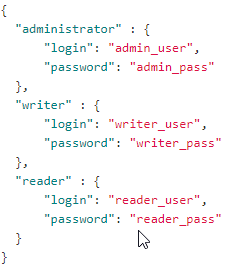 {
  "administrator" : {
      "login": "admin_user",
      "password": "admin_pass"
  },
  "writer" : {
      "login": "writer_user",
      "password": "writer_pass"
  },
  "reader" : {
      "login": "reader_user",
      "password": "reader_pass"
  }
}